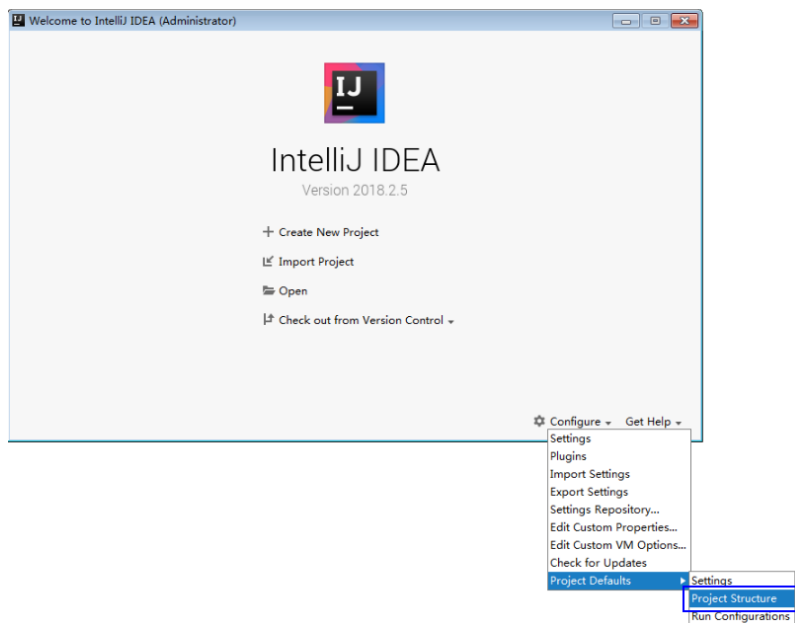 Welcome to IntelliJ IDEA (Administrator)
IJ
IntelliJ IDEA
Version 2018.2.5
Create New Project
Import Project
Open
Check out from Version Control
Configure Get Help
Settings
Plugins
Import Settings
Export Settings
Settings Repository...
Edit Custom Properties...
Edit Custom VM Options...
Check for Updates
Project Defaults Settings
Project Structure
Run Configurations